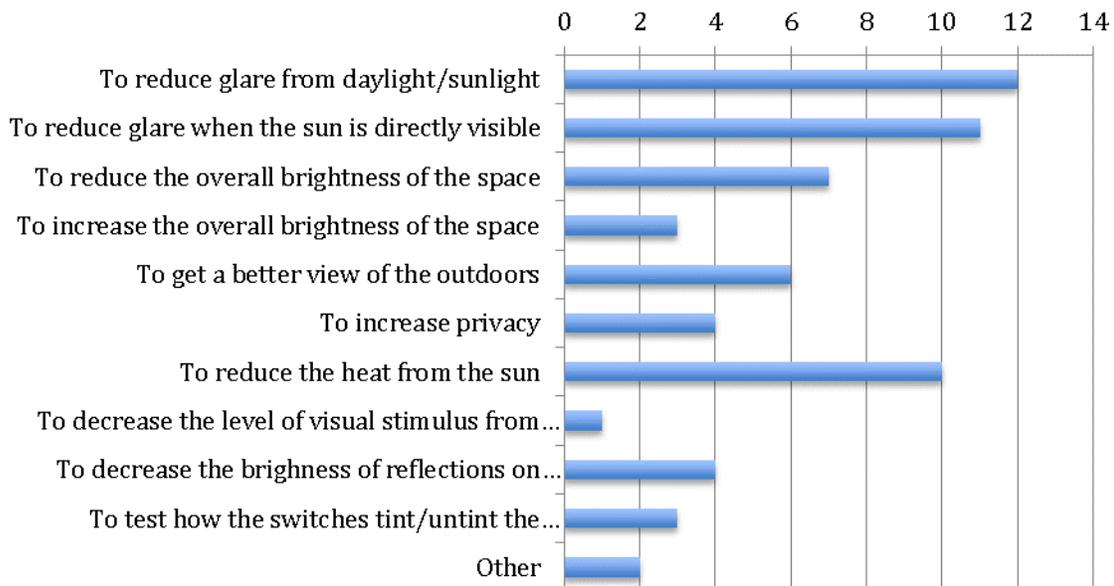 0 2 4 6 8 10 12 14
To reduce glare from daylight/sunlight
To reduce glare when the sun is directly visible
To reduce the overall brightness of the space
To increase the overall brightness of the space
To get a better view of the outdoors
To increase privacy
To reduce the heat from the sun
To decrease the level of visual stimulus from...
To decrease the brighness of reflections on...
To test how the switches tint/untint the...
Other